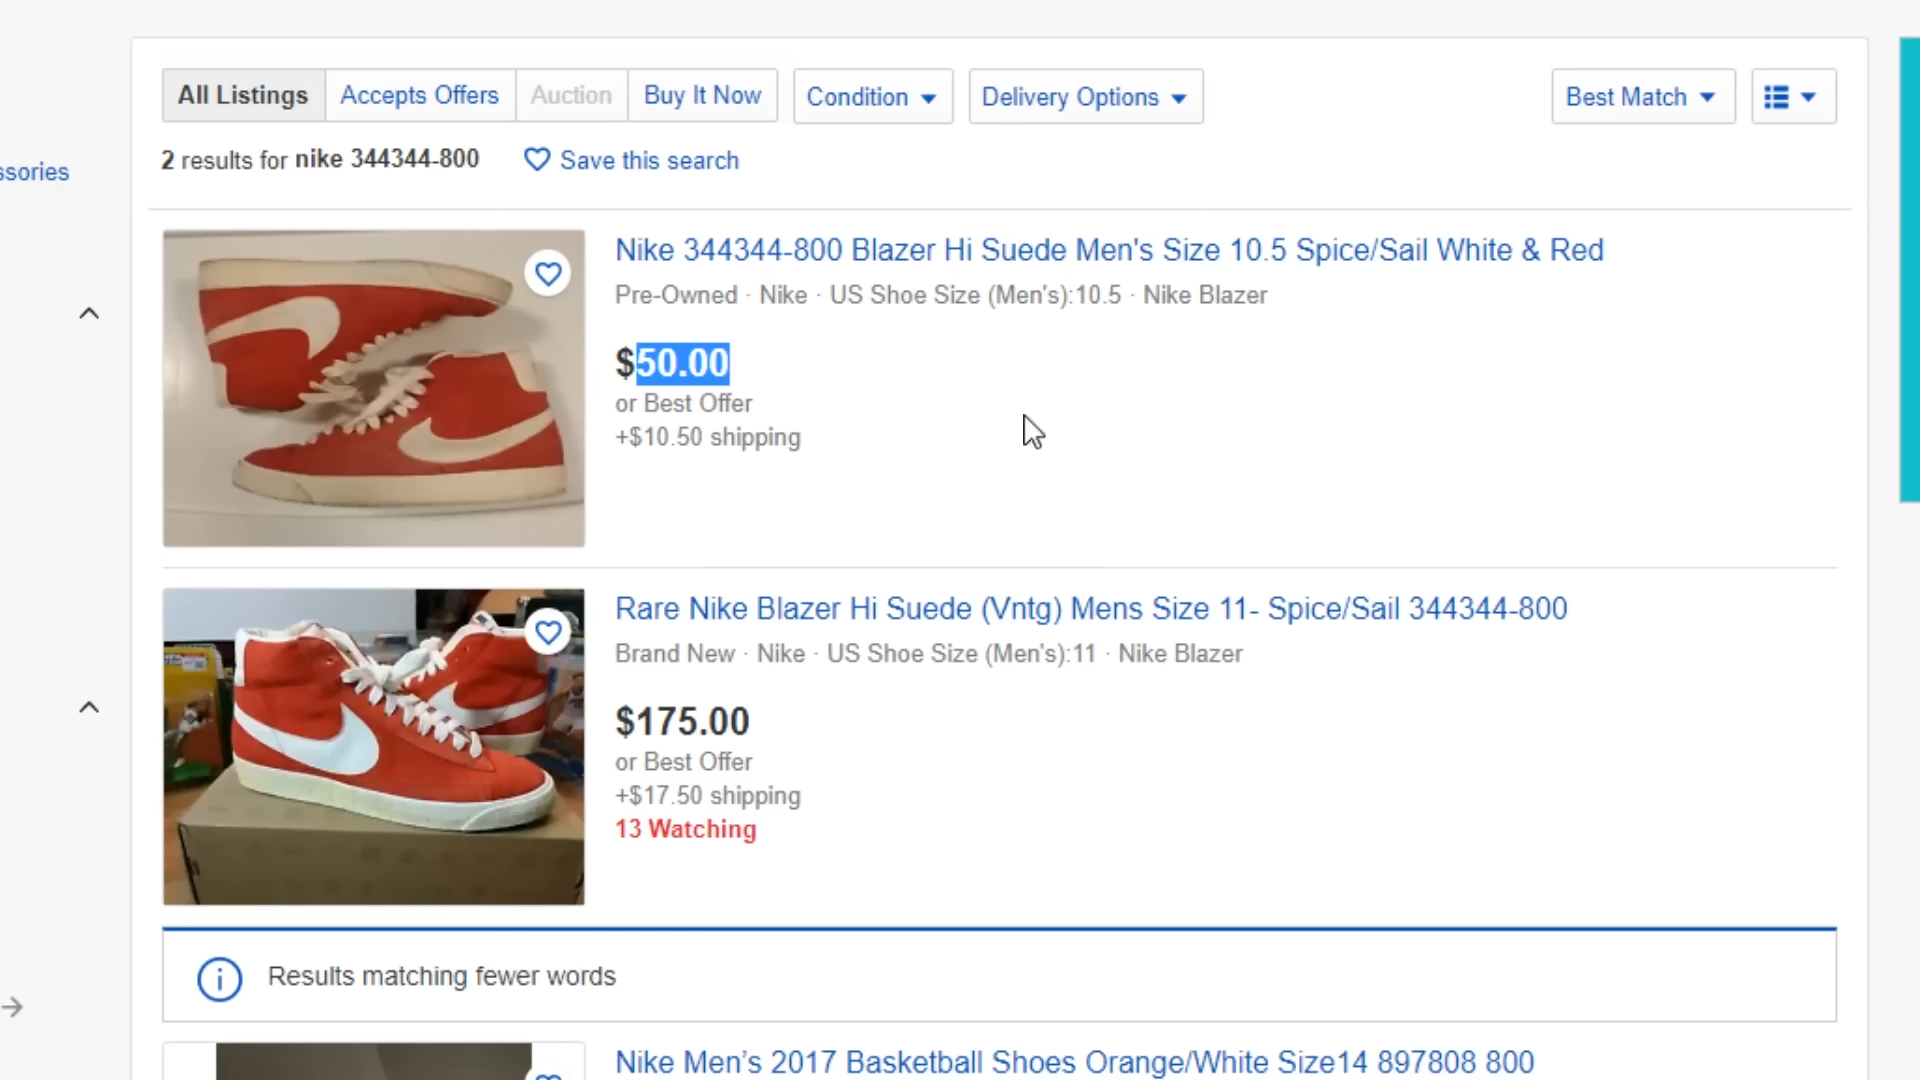 All Listings Accepts Offers Auction Buy It Now Condition Delivery Options Best Match
2 results for nike 344344-800 Save this search
ssories
Nike 344344-800 Blazer Hi Suede Men's Size 10.5 Spice/Sail White & Red
Pre-Owned · Nike · US Shoe Size (Men's):10.5 · Nike Blazer
$50.00
or Best Offer
+$10.50 shipping
Rare Nike Blazer Hi Suede (Vntg) Mens Size 11- Spice/Sail 344344-800
Brand New · Nike · US Shoe Size (Men's):11 · Nike Blazer
$175.00
or Best Offer
+$17.50 shipping
13 Watching
Results matching fewer words
Nike Men’s 2017 Basketball Shoes Orange/White Size14 897808 800